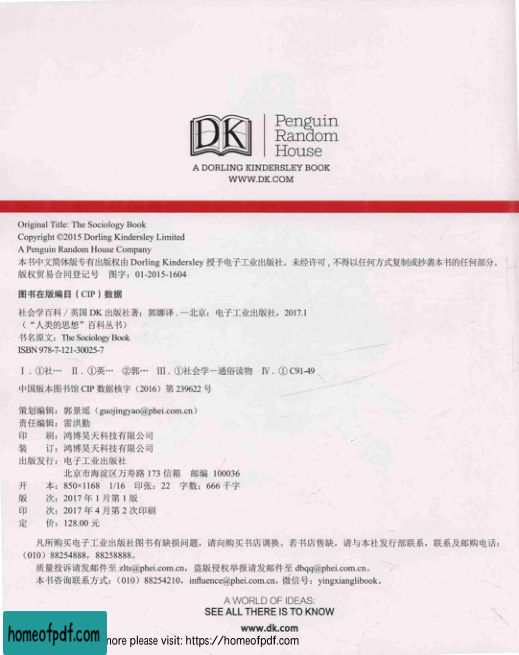 DK
Penguin
Random
House
A DORLING KINDERSLEY BOOK
WWW.DK.COM
Original Title: The Sociology Book
Copyright ©2015 Dorling Kindersley Limited
A Penguin Random House Company
本书中文简体版专有出版权由 Dorling Kindersley 授予电子工业出版社。未经许可,不得以任何方式复制或抄袭本书的任何部分。
版权贸易合同登记号 图字:01-2015-1604
图书在版编目(CIP)数据
社会学百科/英国 DK 出版社著;郭娜译.—北京:电子工业出版社,2017.1
(“人类的思想”百科丛书)
书名原文:The Sociology Book
ISBN 978-7-121-30025-7
Ⅰ.①社… Ⅱ.①英… ②郭… Ⅲ.①社会学-通俗读物 Ⅳ.① C91-49
中国版本图书馆 CIP 数据核字(2016)第 239622 号
策划编辑:郭景瑶(guojingyao@phei.com.cn)
责任编辑:雷洪勤
印 刷:鸿博昊天科技有限公司
装 订:鸿博昊天科技有限公司
出版发行:电子工业出版社
北京市海淀区万寿路 173 信箱 邮编 100036
开 本:850×1168 1/16 印张:22 字数:666 千字
版 次:2017 年 1 月第 1 版
印 次:2017 年 4 月第 2 次印刷
定 价:128.00 元
凡所购买电子工业出版社图书有缺损问题,请向购买书店调换。若书店售缺,请与本社发行部联系,联系及邮购电话:
(010)88254888,88258888。
质量投诉请发邮件至 zlts@phei.com.cn,盗版侵权举报请发邮件至 dbqq@phei.com.cn。
本书咨询联系方式:(010)88254210,influence@phei.com.cn,微信号:yingxianglibook。
A WORLD OF IDEAS:
SEE ALL THERE IS TO KNOW
www.dk.com
homeofpdf.com
more please visit: https://homeofpdf.com